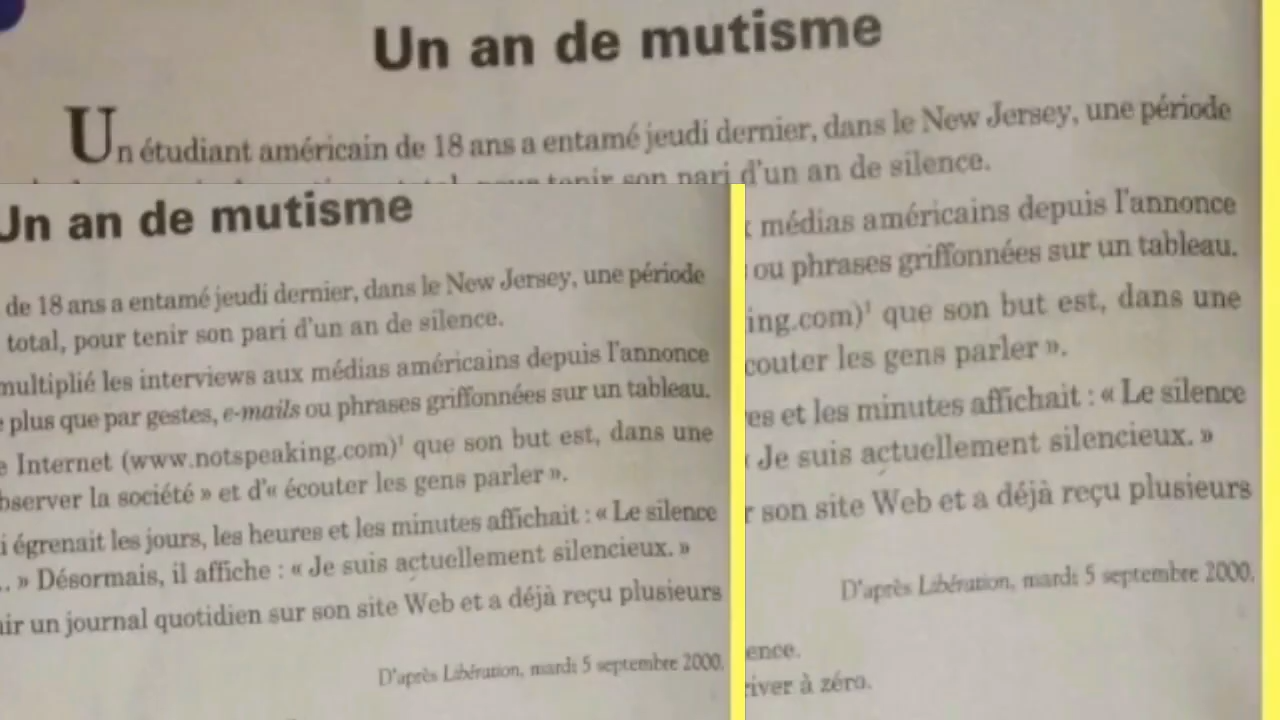 Un an de mutisme
Un étudiant américain de 18 ans a entamé jeudi dernier, dans le New Jersey, une période
total, pour tenir son pari d'un an de silence.
Un an de mutisme
de 18 ans a entamé jeudi dernier, dans le New Jersey, une période
total, pour tenir son pari d'un an de silence.
multiplié les interviews aux médias américains depuis l'annonce
plus que par gestes, e-mails ou phrases griffonnées sur un tableau.
Internet (www.notspeaking.com)¹ que son but est, dans une
observer la société » et d'« écouter les gens parler ».
i égrenait les jours, les heures et les minutes affichait : « Le silence
.. » Désormais, il affiche : « Je suis actuellement silencieux. »
ir un journal quotidien sur son site Web et a déjà reçu plusieurs
D'après Libération, mardi 5 septembre 2000.
médias américains depuis l'annonce
ou phrases griffonnées sur un tableau.
ing.com)¹ que son but est, dans une
couter les gens parler ».
es et les minutes affichait : « Le silence
Je suis actuellement silencieux. »
r son site Web et a déjà reçu plusieurs
D'après Libération, mardi 5 septembre 2000.
ence.
river à zéro.